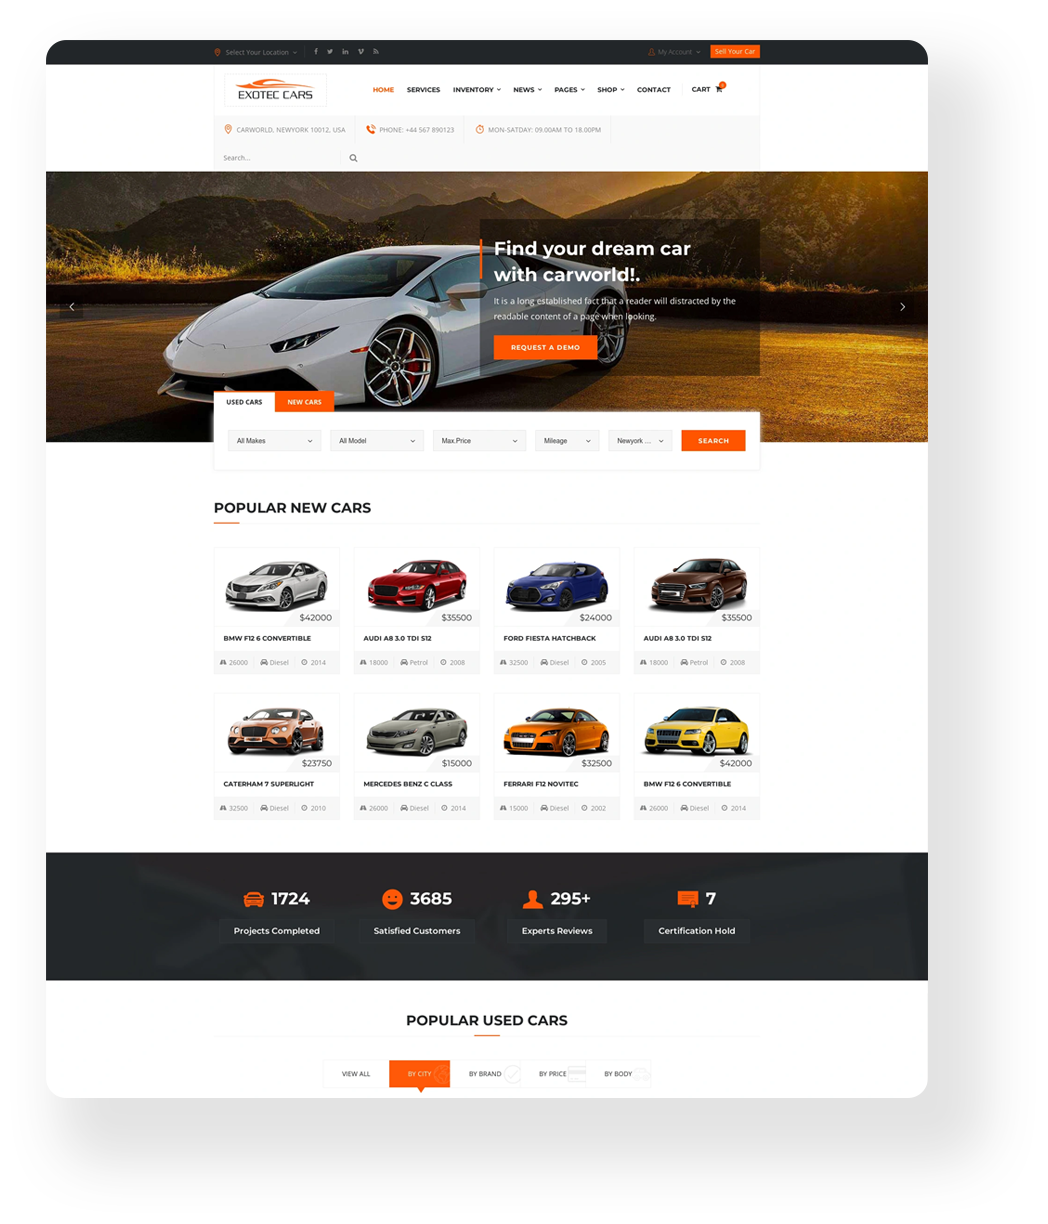 Select Your Location
My Account
Sell Your Car
EXOTEC CARS
HOME SERVICES INVENTORY NEWS PAGES SHOP CONTACT CART
CARWORLD, NEWYORK 10012, USA
PHONE: +44 567 890123
MON-SATDAY: 09.00AM TO 18.00PM
Search...
Find your dream car
with carworld!.
It is a long established fact that a reader will distracted by the
readable content of a page when looking.
REQUEST A DEMO
USED CARS NEW CARS
All Makes All Model Max.Price Mileage Newyork ... SEARCH
POPULAR NEW CARS
$42000 $35500 $24000 $35500
BMW F12 6 CONVERTIBLE AUDI A8 3.0 TDI S12 FORD FIESTA HATCHBACK AUDI A8 3.0 TDI S12
26000 Diesel 2014 18000 Petrol 2008 32500 Diesel 2005 18000 Petrol 2008
$23750 $15000 $32500 $42000
CATERHAM 7 SUPERLIGHT MERCEDES BENZ C CLASS FERRARI F12 NOVITEC BMW F12 6 CONVERTIBLE
32500 Diesel 2010 26000 Diesel 2014 15000 Diesel 2002 26000 Diesel 2014
1724 3685 295+ 7
Projects Completed Satisfied Customers Experts Reviews Certification Hold
POPULAR USED CARS
VIEW ALL BY CITY BY BRAND BY PRICE BY BODY